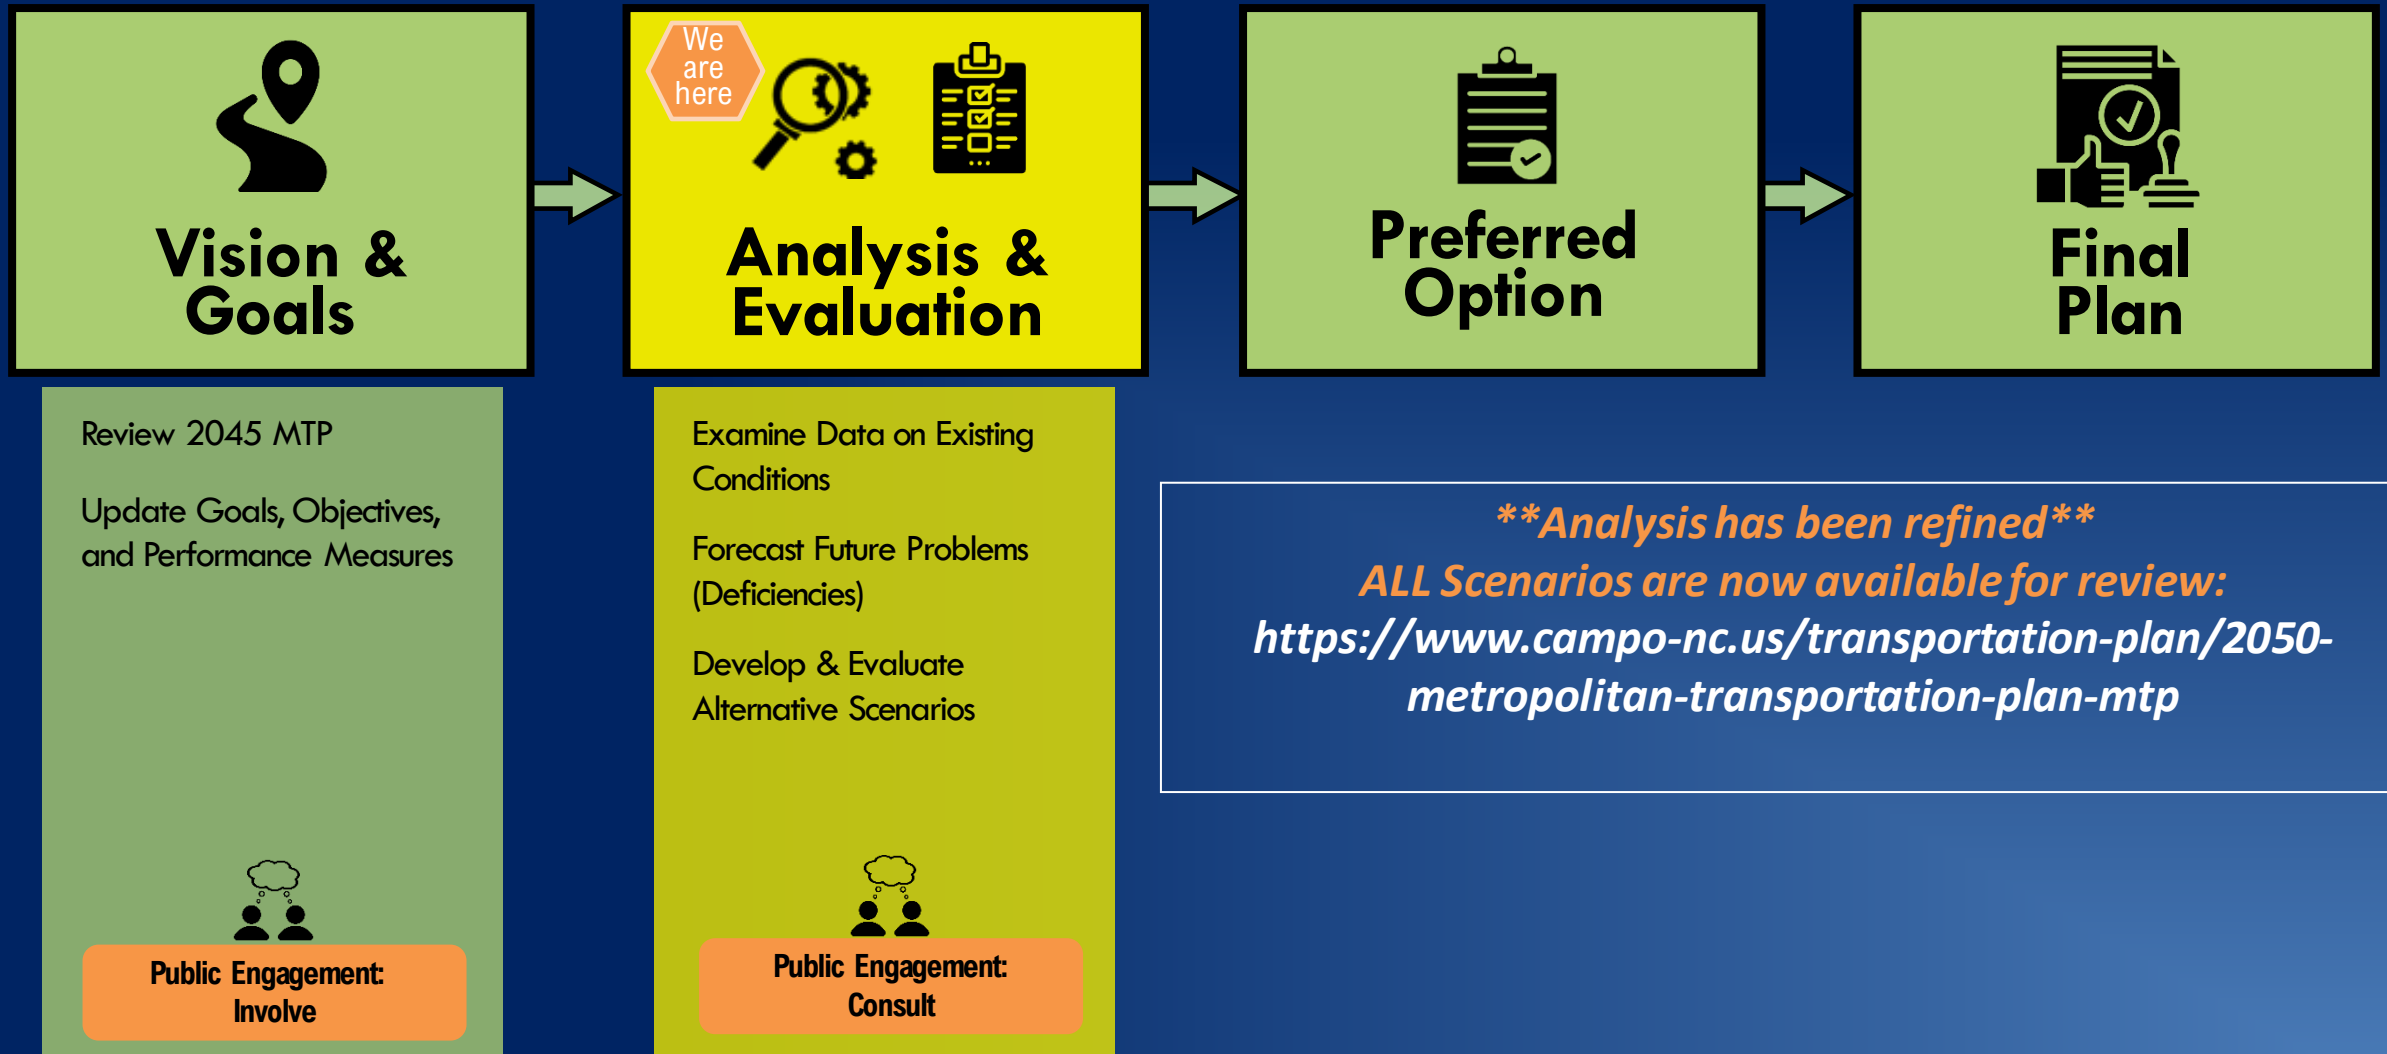 We
are
here
Vision &
Goals
Analysis &
Evaluation
Preferred
Option
Final
Plan
Review 2045 MTP
Update Goals, Objectives,
and Performance Measures
Public Engagement:
Involve
Examine Data on Existing
Conditions
Forecast Future Problems
(Deficiencies)
Develop & Evaluate
Alternative Scenarios
Public Engagement:
Consult
**Analysis has been refined**
ALL Scenarios are now available for review:
https://www.campo-nc.us/transportation-plan/2050-
metropolitan-transportation-plan-mtp